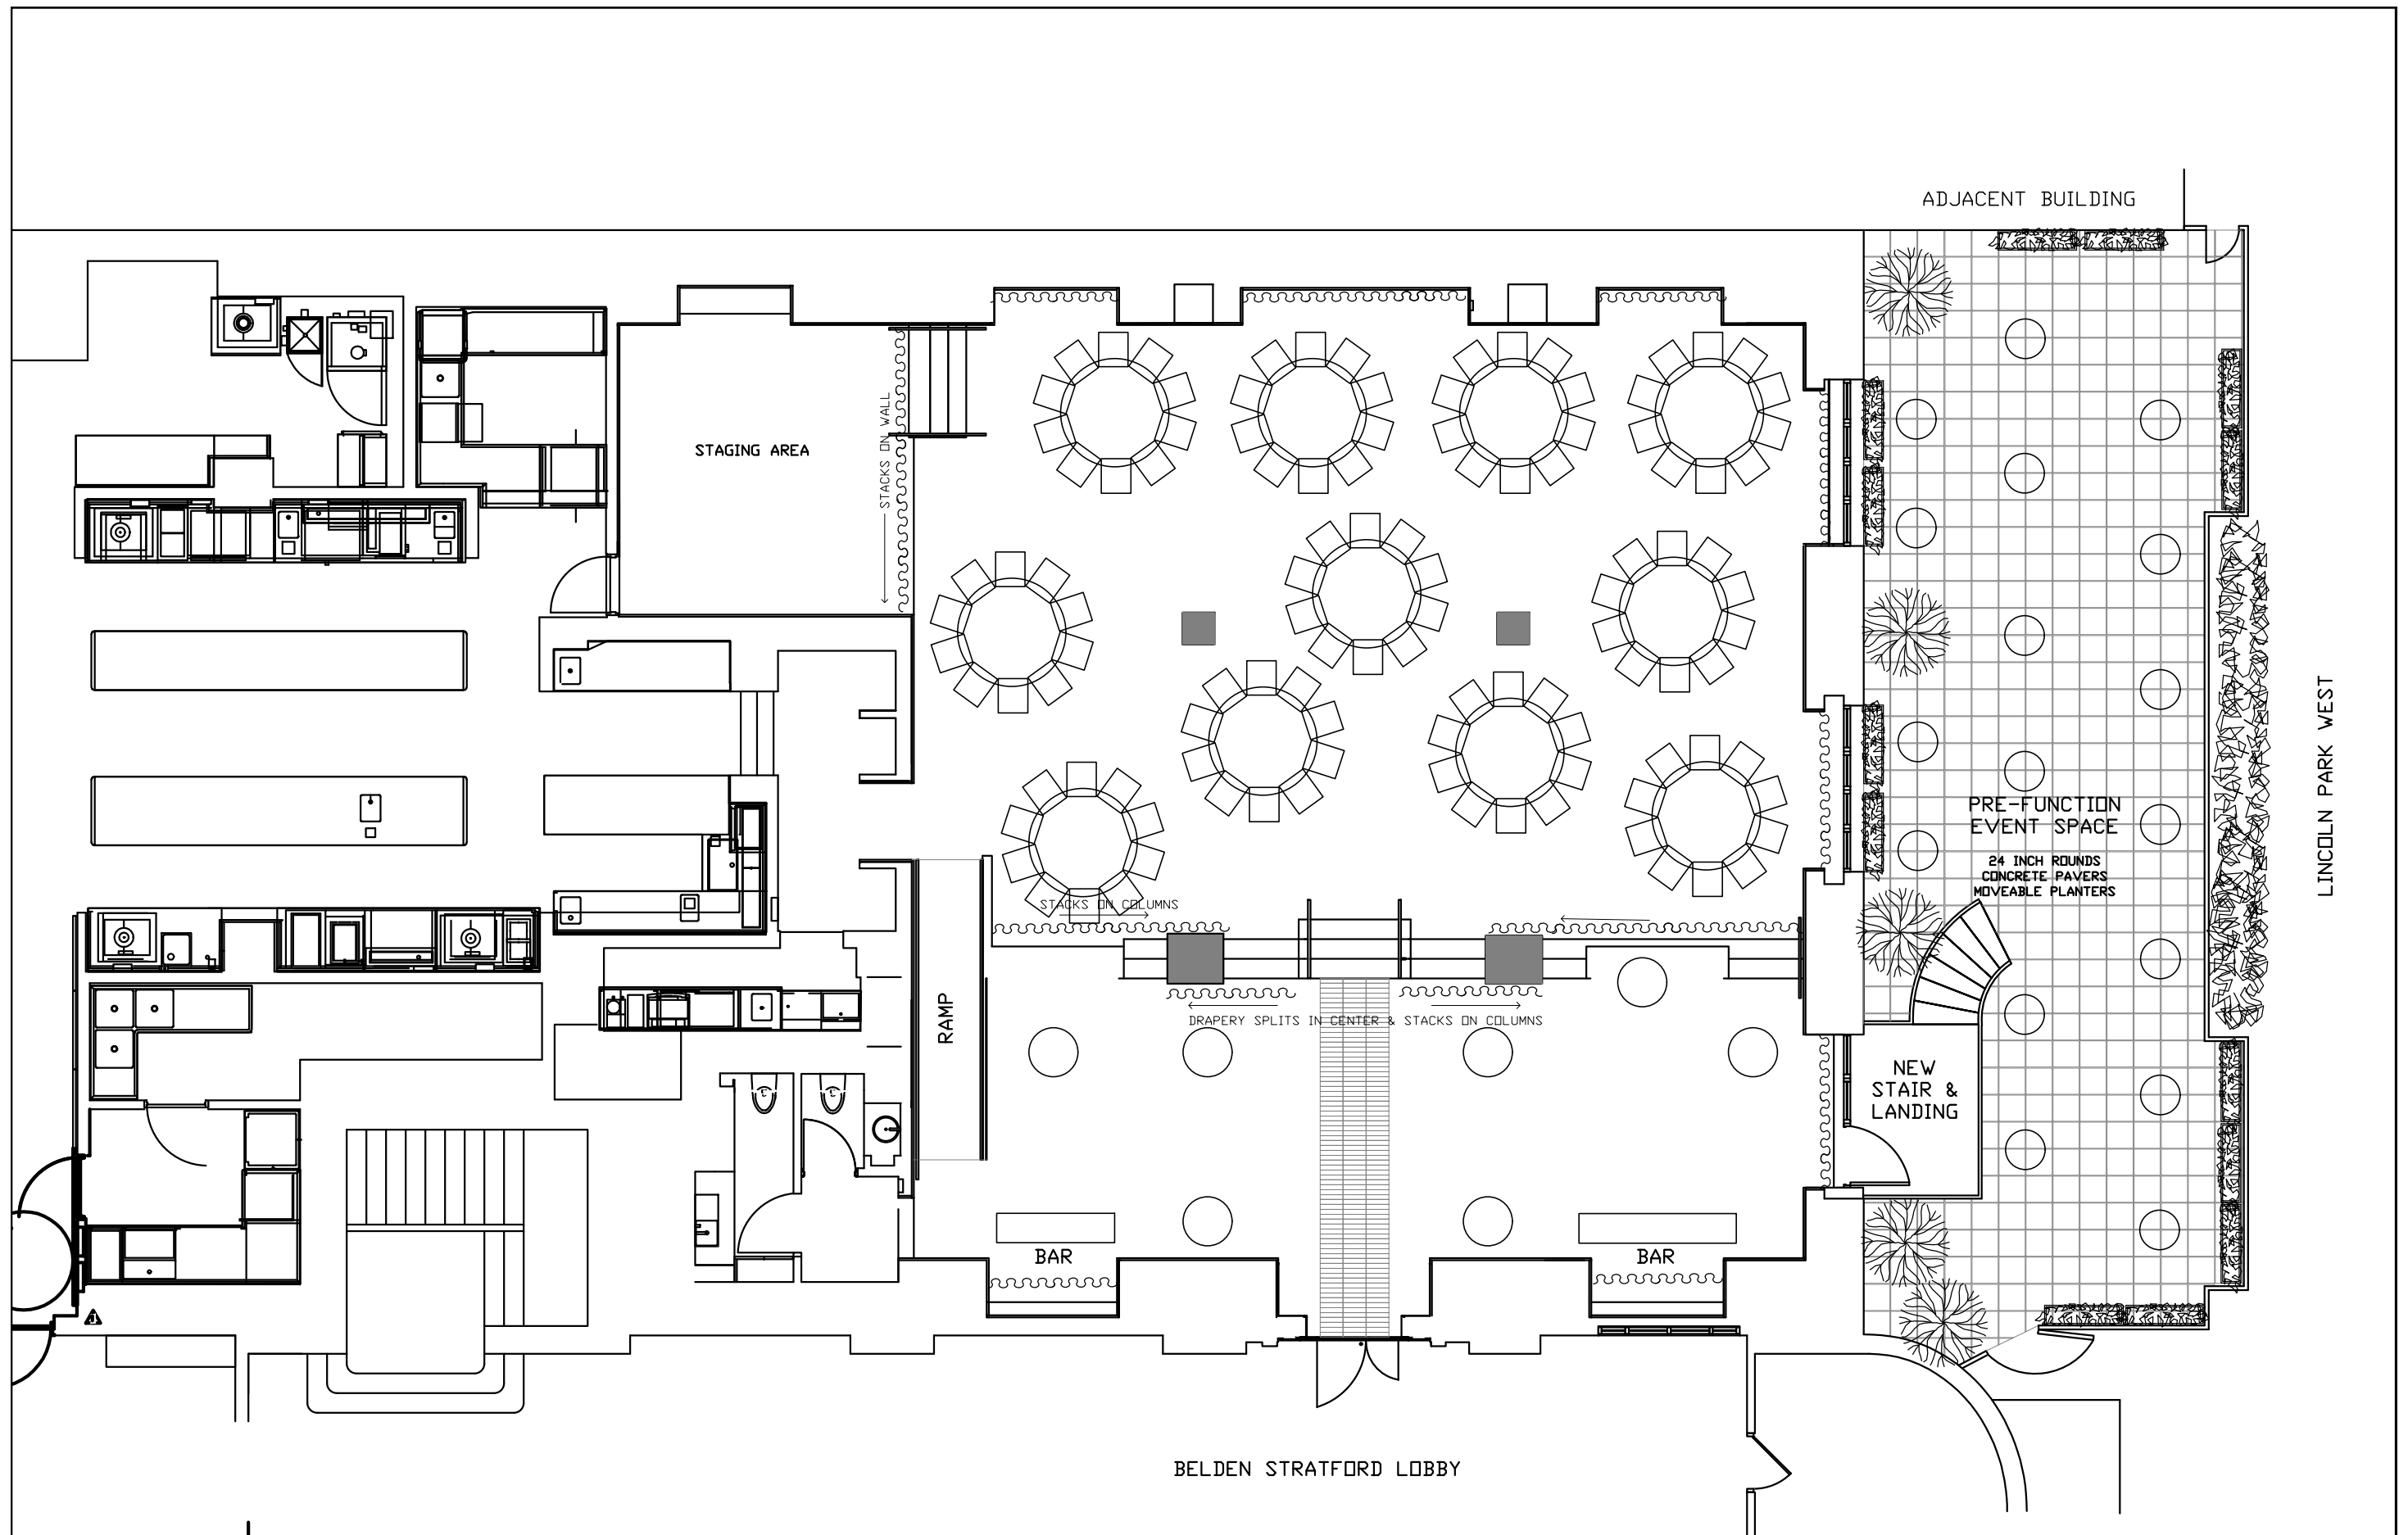 ADJACENT BUILDING
STACKS ON WALL
STAGING AREA
LINCOLN PARK WEST
PRE-FUNCTION
EVENT SPACE
24 INCH ROUNDS
CONCRETE PAVERS
MOVEABLE PLANTERS
STACKS ON COLUMNS
RAMP
DRAPERY SPLITS IN CENTER & STACKS ON COLUMNS
NEW
STAIR &
LANDING
BAR
BAR
BELDEN STRATFORD LOBBY